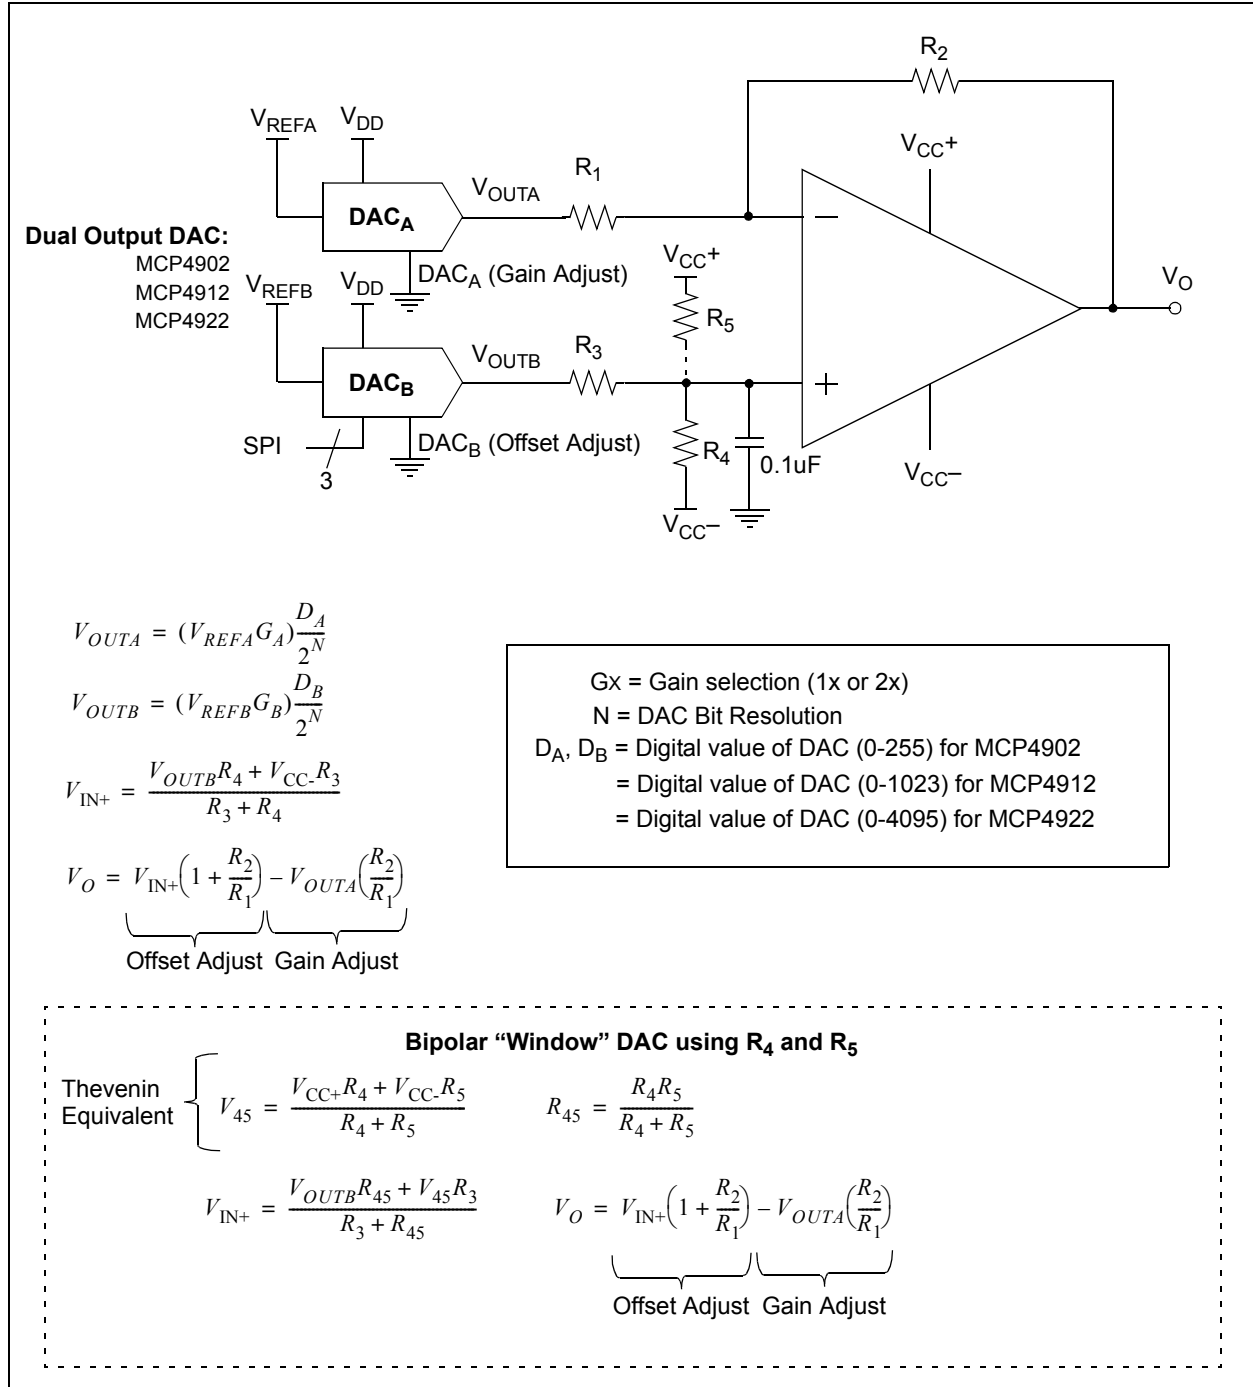 R2
VREFA
VDD
VCC+
R1
VOUTA
DACA
Dual Output DAC:
MCP4902
MCP4912
MCP4922
VCC+
DACA (Gain Adjust)
VREFB
VDD
VO
R5
VOUTB
R3
DACB
SPI
3
DACB (Offset Adjust)
R4
0.1uF
VCC–
VCC–
VOUTA = (VREFAGA) DA/2^N
VOUTB = (VREFBGB) DB/2^N
VIN+ = (VOUTBR4 + VCC-R3)/(R3 + R4)
VO = VIN+(1 + R2/R1) – VOUTA(R2/R1)
Offset Adjust Gain Adjust
GX = Gain selection (1x or 2x)
N = DAC Bit Resolution
DA, DB = Digital value of DAC (0-255) for MCP4902
= Digital value of DAC (0-1023) for MCP4912
= Digital value of DAC (0-4095) for MCP4922
Bipolar “Window” DAC using R4 and R5
Thevenin
Equivalent
V45 = (VCC+R4 + VCC-R5)/(R4 + R5)
R45 = R4R5/(R4 + R5)
VIN+ = (VOUTBR45 + V45R3)/(R3 + R45)
VO = VIN+(1 + R2/R1) – VOUTA(R2/R1)
Offset Adjust Gain Adjust